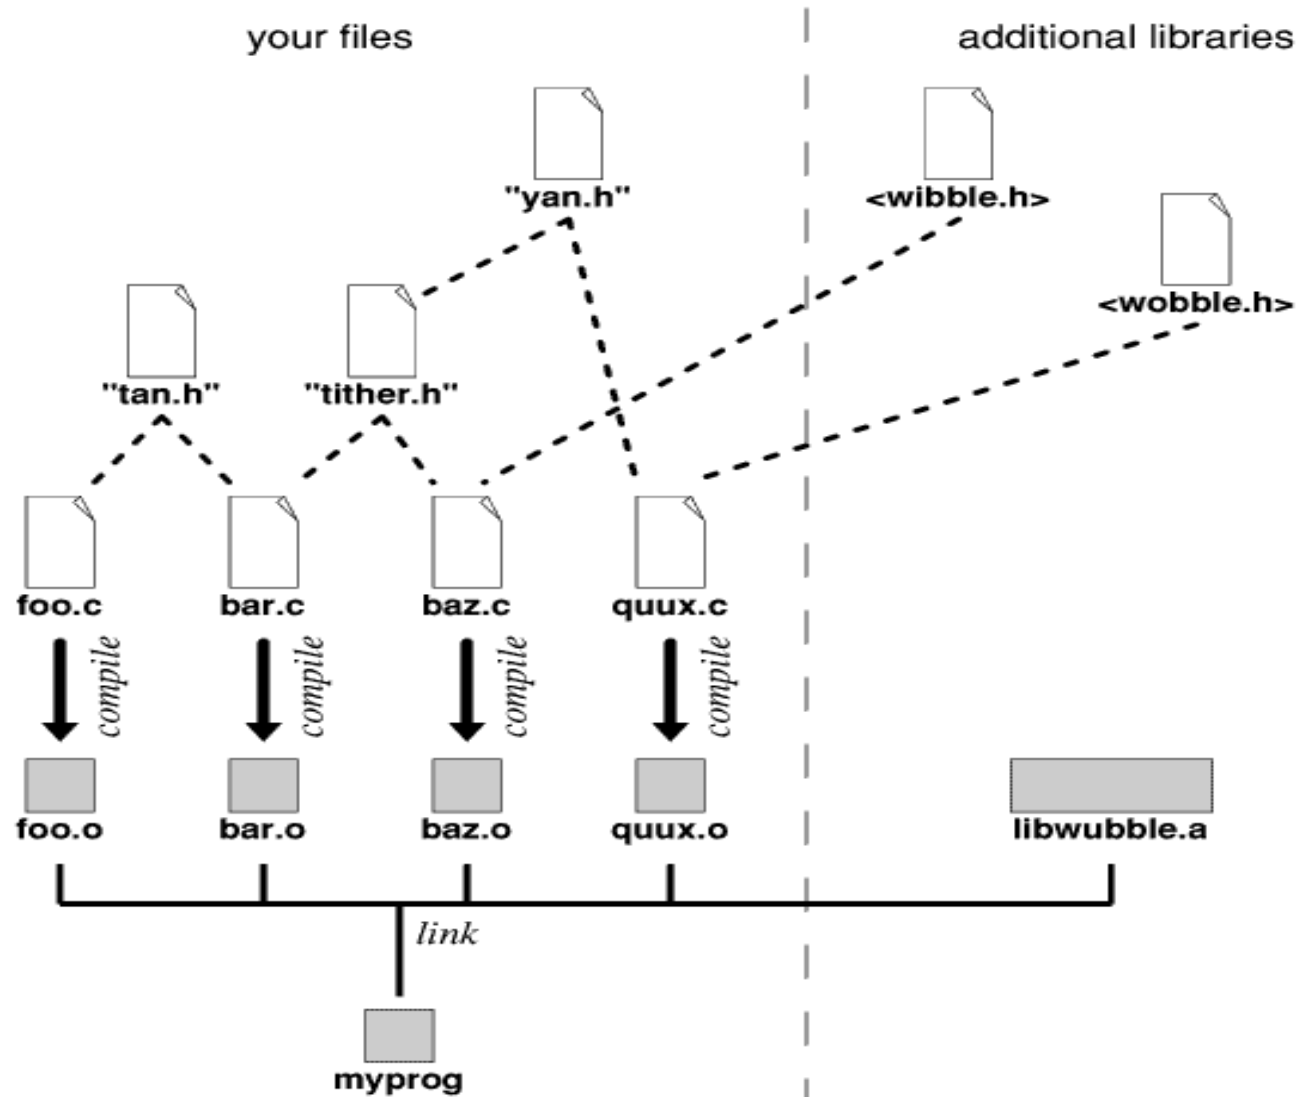 your files
additional libraries
"yan.h"
<wibble.h>
<wobble.h>
"tan.h"
"tither.h"
foo.c
bar.c
baz.c
quux.c
compile
compile
compile
compile
foo.o
bar.o
baz.o
quux.o
libwubble.a
link
myprog